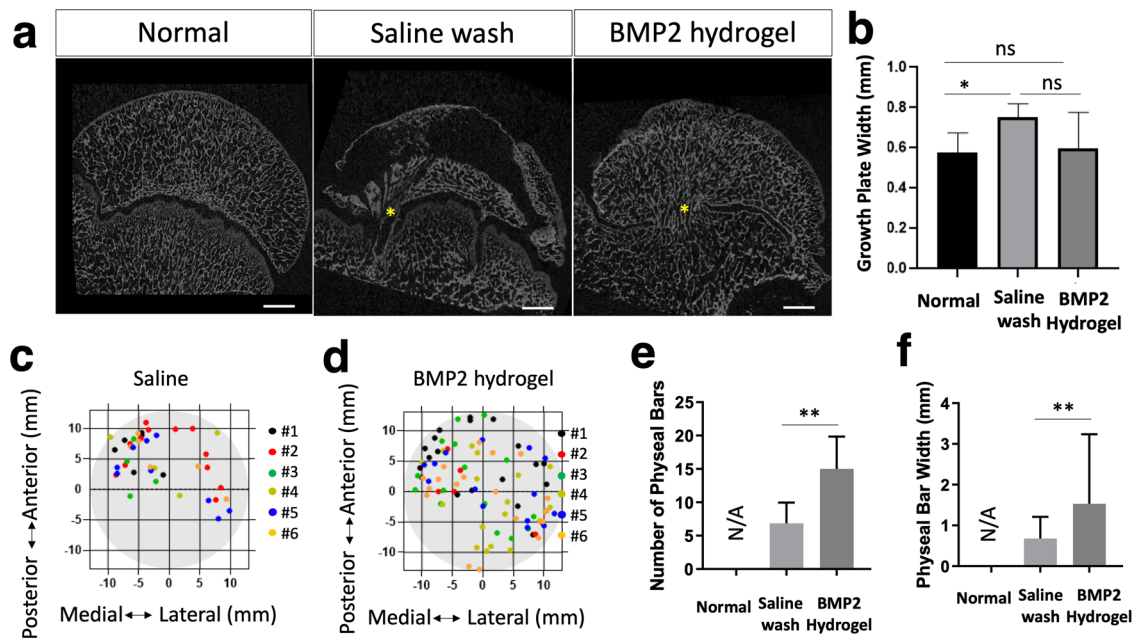 a
Normal
Saline wash
BMP2 hydrogel
*
*
b
Growth Plate Width (mm)
1.0
0.8
0.6
0.4
0.2
0.0
ns
*
ns
Normal
Saline
wash
BMP2
Hydrogel
c
Saline
Posterior ↔ Anterior (mm)
10
5
0
-5
-10
-10
-5
0
5
10
Medial ↔ Lateral (mm)
#1
#2
#3
#4
#5
#6
d
BMP2 hydrogel
Posterior ↔ Anterior (mm)
10
5
0
-5
-10
-10
-5
0
5
10
Medial ↔ Lateral (mm)
#1
#2
#3
#4
#5
#6
e
Number of Physeal Bars
25
20
15
10
5
0
**
N/A
Normal
Saline
wash
BMP2
Hydrogel
f
Physeal Bar Width (mm)
4
3
2
1
0
**
N/A
Normal
Saline
wash
BMP2
Hydrogel